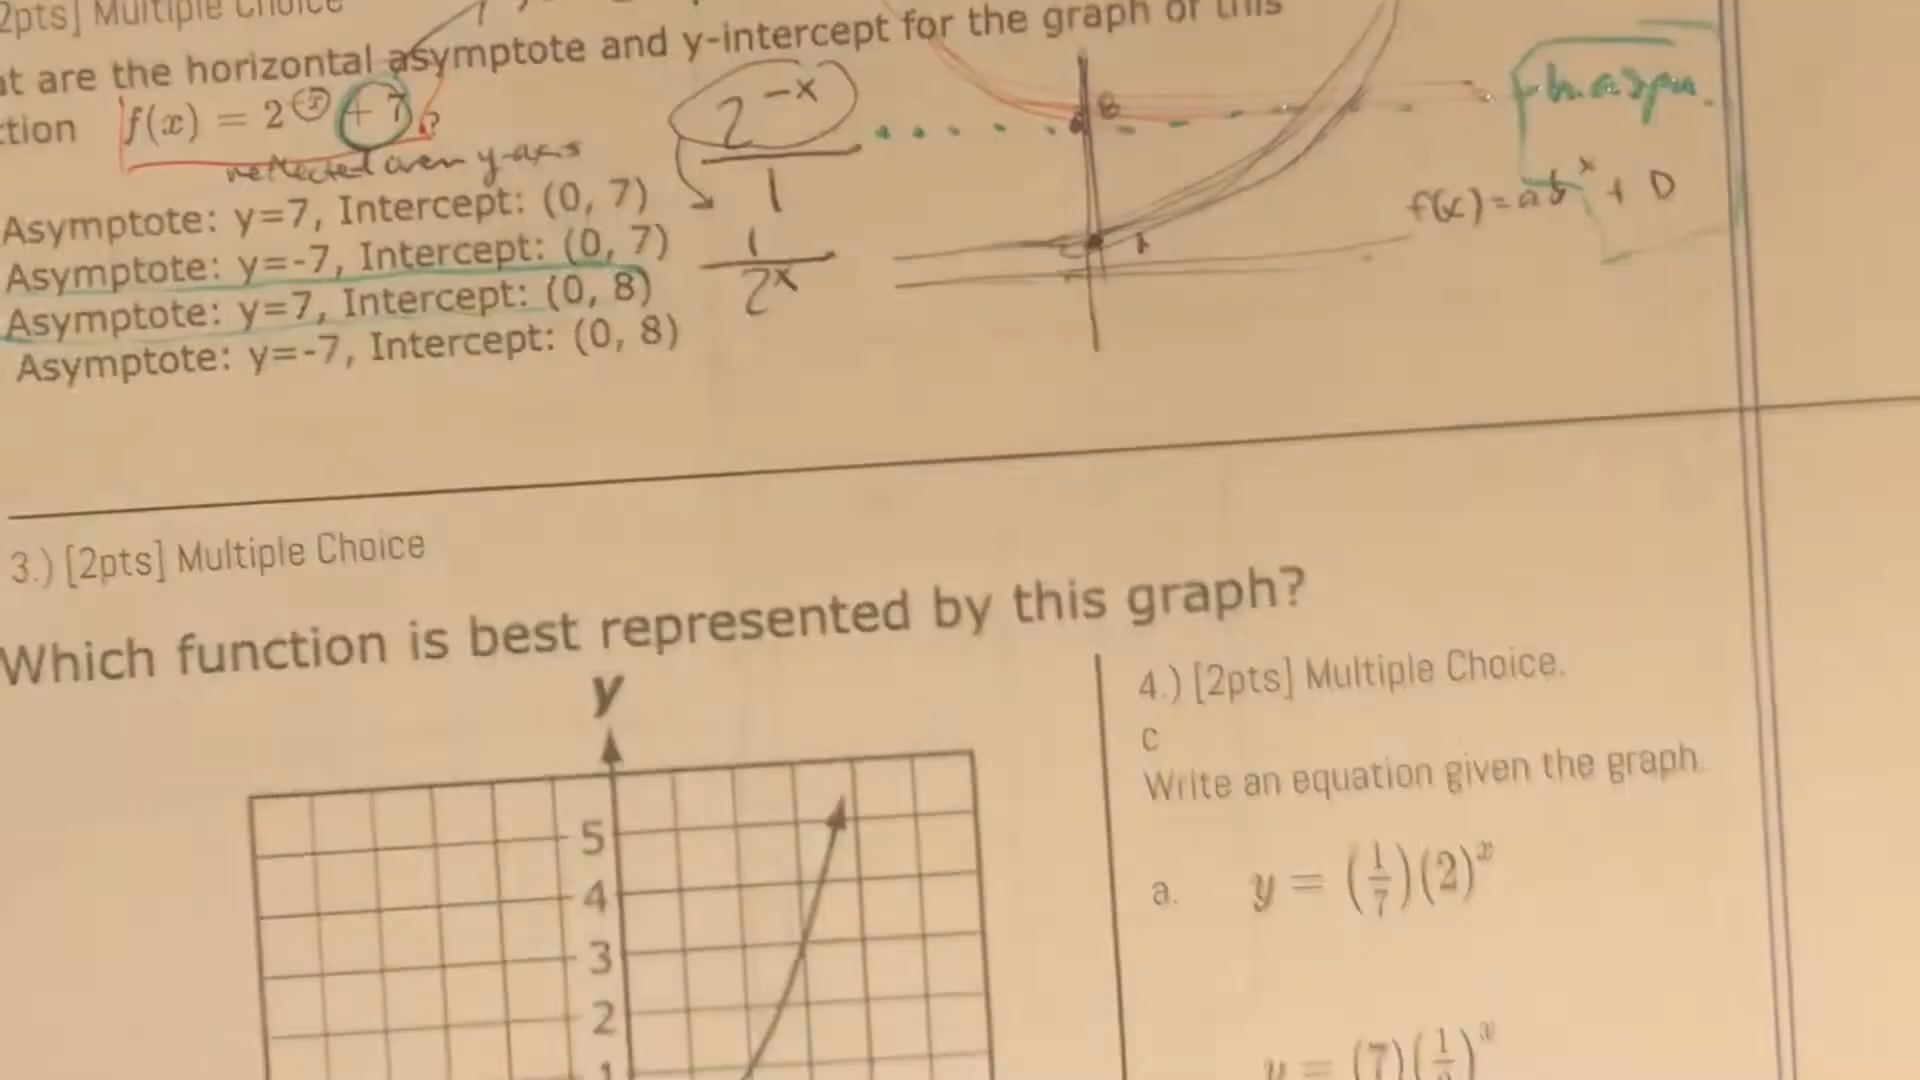 2pts] Multiple Choice
at are the horizontal asymptote and y-intercept for the graph of this
ction f(x) = 2^(-x) + 7 ?
reflected over y-axis
Asymptote: y=7, Intercept: (0, 7)
Asymptote: y=-7, Intercept: (0, 7)
Asymptote: y=7, Intercept: (0, 8)
Asymptote: y=-7, Intercept: (0, 8)
2^-x
1
1
2^x
8
1
h. asym.
f(x) = ab^x + D
3.) [2pts] Multiple Choice
Which function is best represented by this graph?
y
5
4
3
2
1
4.) [2pts] Multiple Choice.
c
Write an equation given the graph.
a. y = (1/7)(2)^x